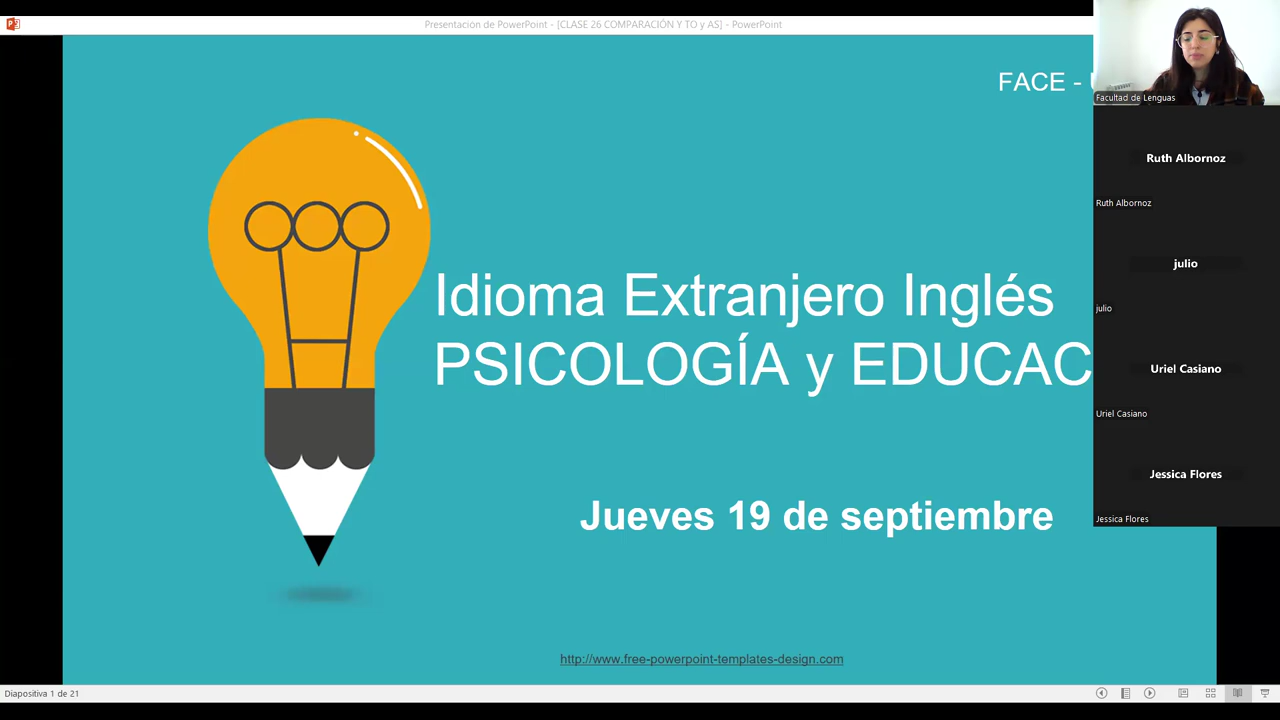 Presentación de PowerPoint - [CLASE 26 COMPARACIÓN Y TO y AS] - PowerPoint
FACE -
Facultad de Lenguas
Ruth Albornoz
Ruth Albornoz
julio
julio
Idioma Extranjero Inglés
PSICOLOGÍA y EDUCAC
Uriel Casiano
Uriel Casiano
Jessica Flores
Jessica Flores
Jueves 19 de septiembre
http://www.free-powerpoint-templates-design.com
Diapositiva 1 de 21